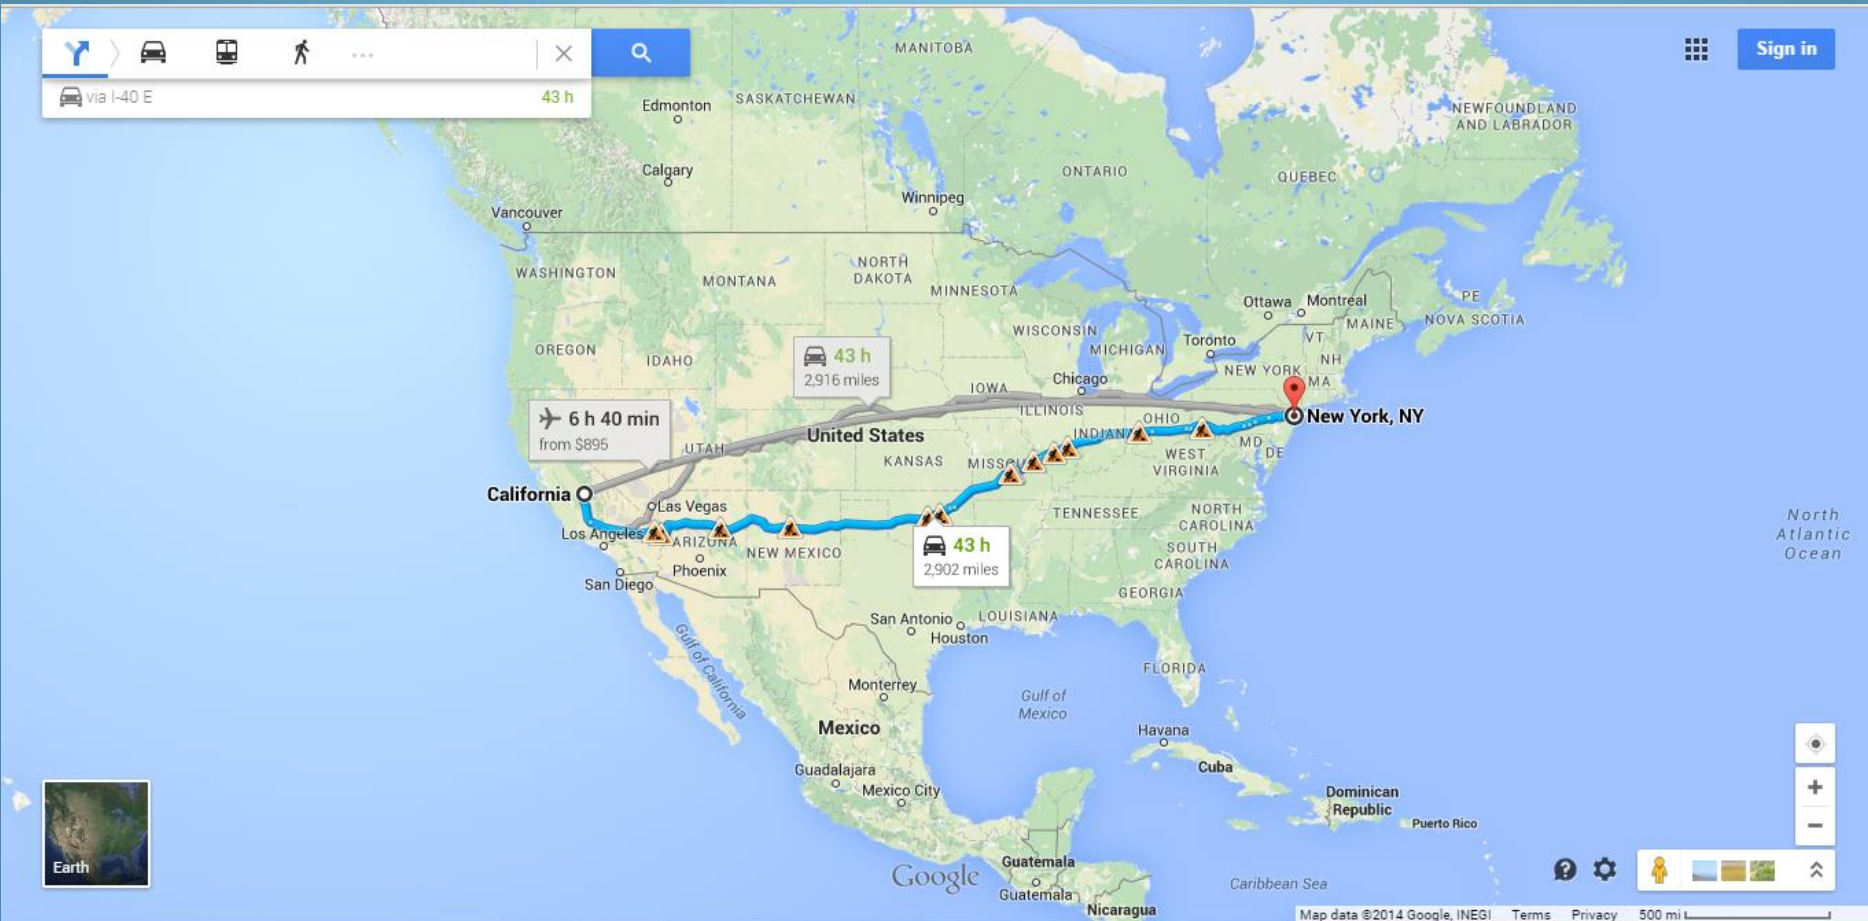 via I-40 E
43 h
Sign in
MANITOBA
Edmonton
SASKATCHEWAN
NEWFOUNDLAND
AND LABRADOR
Calgary
ONTARIO
QUEBEC
Winnipeg
Vancouver
WASHINGTON
MONTANA
NORTH
DAKOTA
MINNESOTA
Ottawa
Montreal
PE
NOVA SCOTIA
MAINE
WISCONSIN
MICHIGAN
Toronto
VT
NH
OREGON
IDAHO
43 h
2,916 miles
IOWA
Chicago
NEW YORK
MA
6 h 40 min
from $895
ILLINOIS
OHIO
New York, NY
United States
UTAH
KANSAS
INDIAN
MD
DE
WEST
VIRGINIA
California
Las Vegas
TENNESSEE
NORTH
CAROLINA
North
Atlantic
Ocean
Los Angeles
ARIZONA
NEW MEXICO
43 h
2,902 miles
SOUTH
CAROLINA
Phoenix
San Diego
GEORGIA
San Antonio
LOUISIANA
Houston
Gulf of California
FLORIDA
Monterrey
Gulf of
Mexico
Mexico
Havana
Cuba
Guadalajara
Mexico City
Dominican
Republic
Puerto Rico
Earth
Guatemala
Google
Guatemala
Caribbean Sea
Nicaragua
Map data ©2014 Google, INEGI
Terms
Privacy
500 mi